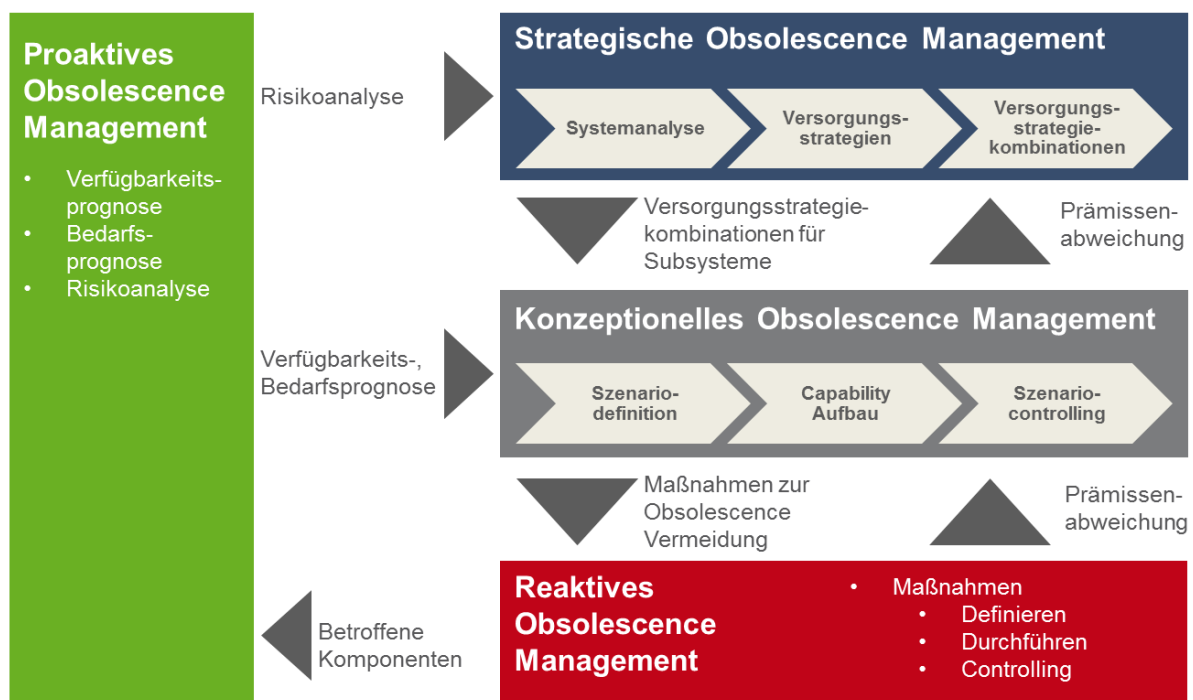 Proaktives
Obsolescence
Management
• Verfügbarkeits-
prognose
• Bedarfs-
prognose
• Risikoanalyse
Risikoanalyse
Strategische Obsolescence Management
Systemanalyse
Versorgungs-
strategien
Versorgungs-
strategie-
kombinationen
Versorgungsstrategie-
kombinationen für
Subsysteme
Prämissen-
abweichung
Verfügbarkeits-,
Bedarfsprognose
Konzeptionelles Obsolescence Management
Szenario-
definition
Capability
Aufbau
Szenario-
controlling
Maßnahmen zur
Obsolescence
Vermeidung
Prämissen-
abweichung
Betroffene
Komponenten
Reaktives
Obsolescence
Management
• Maßnahmen
• Definieren
• Durchführen
• Controlling